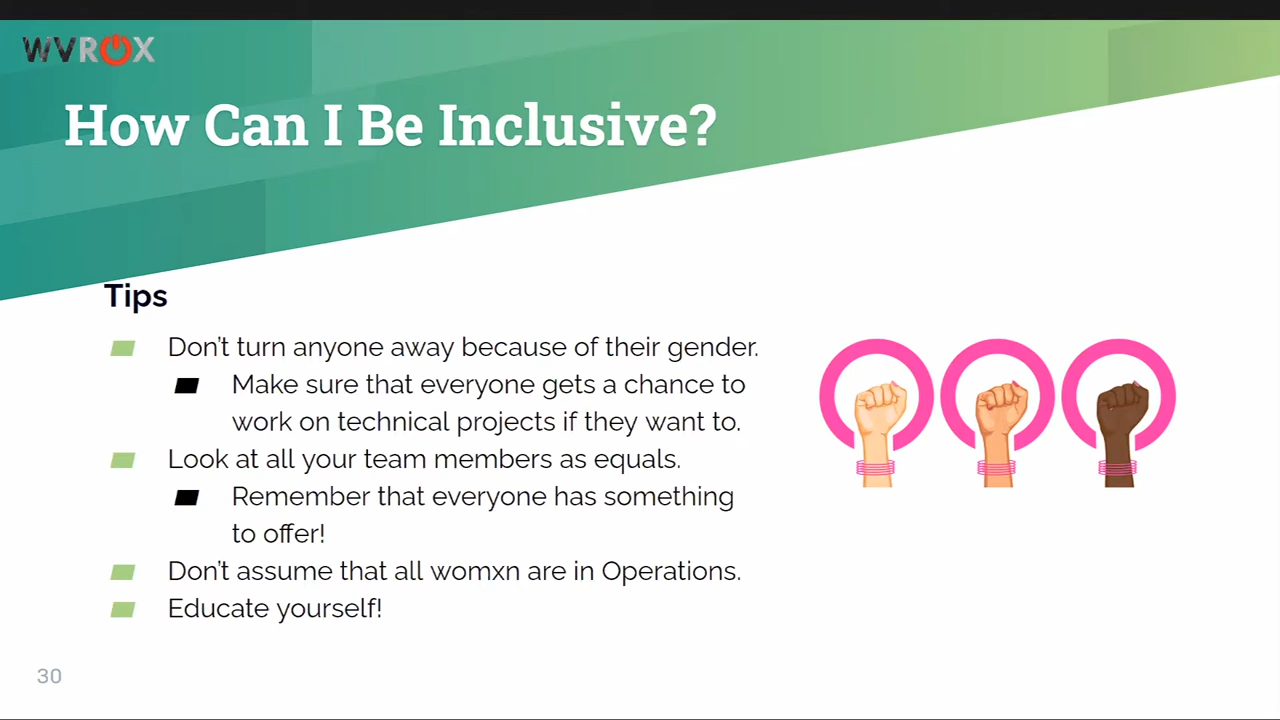 WVROX
How Can I Be Inclusive?
Tips
Don't turn anyone away because of their gender.
Make sure that everyone gets a chance to
work on technical projects if they want to.
Look at all your team members as equals.
Remember that everyone has something
to offer!
Don't assume that all womxn are in Operations.
Educate yourself!
30